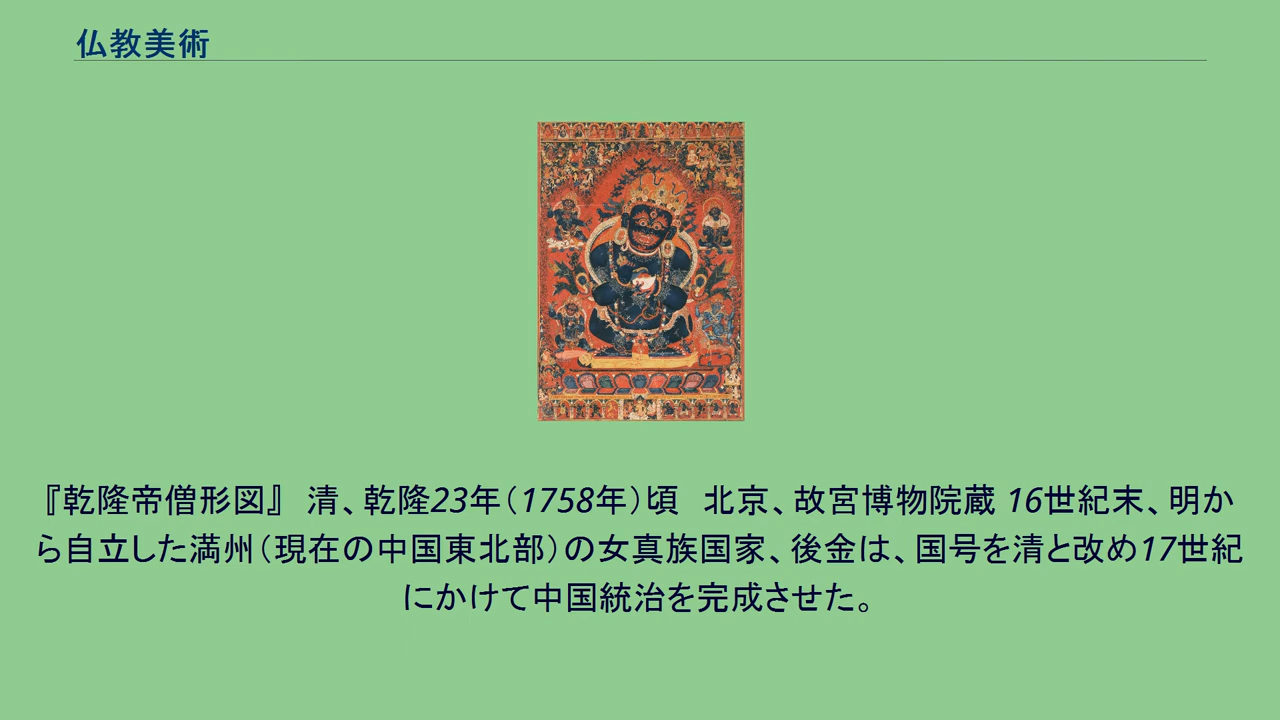 仏教美術
『乾隆帝僧形図』 清、乾隆23年（1758年）頃　北京、故宮博物院蔵 16世紀末、明か
ら自立した満州（現在の中国東北部）の女真族国家、後金は、国号を清と改め17世紀
にかけて中国統治を完成させた。